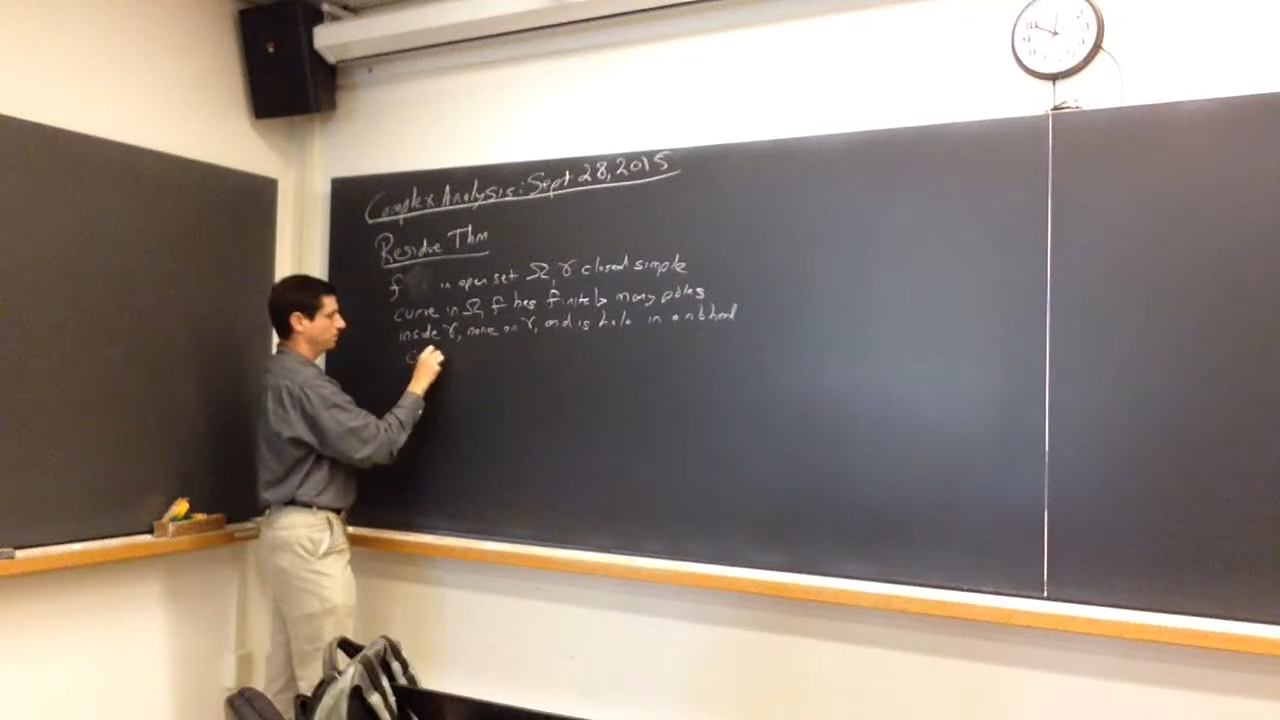 Complex Analysis: Sept 28, 2015
Residue Thm
f in open set Ω, γ closed simple
curve in Ω, f has finitely many poles
inside γ, none on γ, and is holo in a nbhood